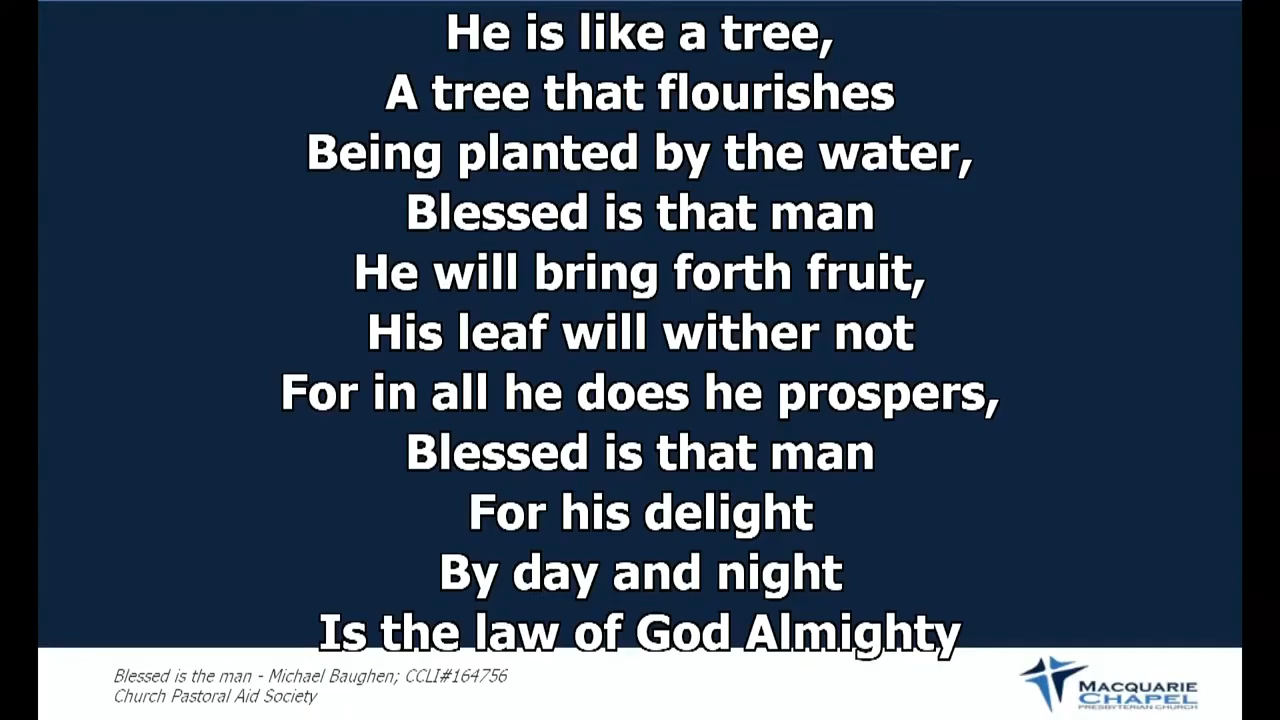 He is like a tree,
A tree that flourishes
Being planted by the water,
Blessed is that man
He will bring forth fruit,
His leaf will wither not
For in all he does he prospers,
Blessed is that man
For his delight
By day and night
Is the law of God Almighty
Blessed is the man - Michael Baughen; CCLI#164756
Church Pastoral Aid Society
MACQUARIE
CHAPEL
PRESBYTERIAN CHURCH